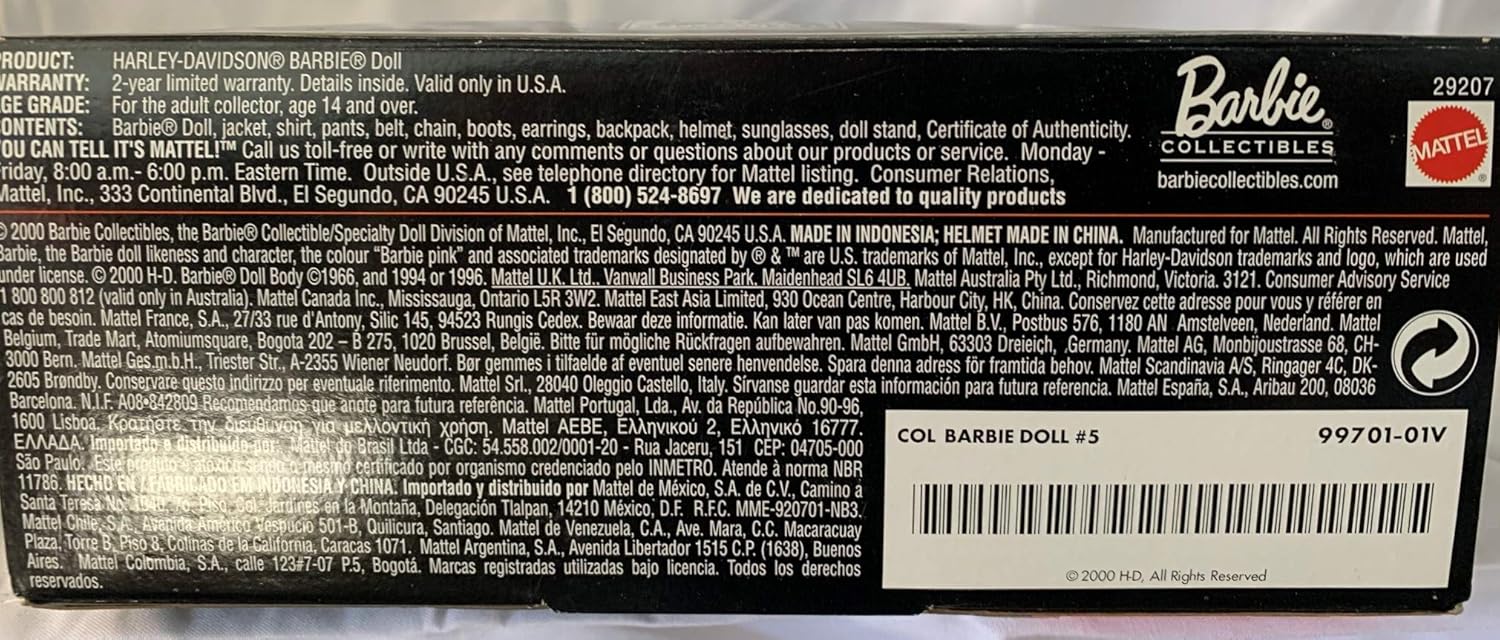 RODUCT: HARLEY-DAVIDSON® BARBIE® Doll
ARRANTY: 2-year limited warranty. Details inside. Valid only in U.S.A.
GE GRADE: For the adult collector, age 14 and over.
ONTENTS: Barbie® Doll, jacket, shirt, pants, belt, chain, boots, earrings, backpack, helmet, sunglasses, doll stand, Certificate of Authenticity.
OU CAN TELL IT'S MATTEL!™ Call us toll-free or write with any comments or questions about our products or service. Monday -
riday, 8:00 a.m.- 6:00 p.m. Eastern Time. Outside U.S.A., see telephone directory for Mattel listing. Consumer Relations,
Mattel, Inc., 333 Continental Blvd., El Segundo, CA 90245 U.S.A. 1 (800) 524-8697 We are dedicated to quality products
Barbie®
COLLECTIBLES
barbiecollectibles.com
29207
MATTEL
®
© 2000 Barbie Collectibles, the Barbie® Collectible/Specialty Doll Division of Mattel, Inc., El Segundo, CA 90245 U.S.A. MADE IN INDONESIA; HELMET MADE IN CHINA. Manufactured for Mattel. All Rights Reserved. Mattel,
Barbie, the Barbie doll likeness and character, the colour "Barbie pink" and associated trademarks designated by ® & ™ are U.S. trademarks of Mattel, Inc., except for Harley-Davidson trademarks and logo, which are used
under license. © 2000 H-D. Barbie® Doll Body ©1966, and 1994 or 1996. Mattel U.K. Ltd., Vanwall Business Park, Maidenhead SL6 4UB. Mattel Australia Pty Ltd., Richmond, Victoria. 3121. Consumer Advisory Service
1 800 800 812 (valid only in Australia). Mattel Canada Inc., Mississauga, Ontario L5R 3W2. Mattel East Asia Limited, 930 Ocean Centre, Harbour City, HK, China. Conservez cette adresse pour vous y référer en
cas de besoin. Mattel France, S.A., 27/33 rue d'Antony, Silic 145, 94523 Rungis Cedex. Bewaar deze informatie. Kan later van pas komen. Mattel B.V., Postbus 576, 1180 AN Amstelveen, Nederland. Mattel
Belgium, Trade Mart, Atomiumsquare, Bogota 202 – B 275, 1020 Brussel, België. Bitte für mögliche Rückfragen aufbewahren. Mattel GmbH, 63303 Dreieich, .Germany. Mattel AG, Monbijoustrasse 68, CH-
3000 Bern. Mattel Ges.m.b.H., Triester Str., A-2355 Wiener Neudorf. Bør gemmes i tilfaelde af eventuel senere henvendelse. Spara denna adress för framtida behov. Mattel Scandinavia A/S, Ringager 4C, DK-
2605 Brøndby. Conservare questo indirizzo per eventuale riferimento. Mattel Srl., 28040 Oleggio Castello, Italy. Sírvanse guardar esta información para futura referencia. Mattel España, S.A., Aribau 200, 08036
Barcelona. N.I.F. A08•842809 Recomendamos que anote para futura referência. Mattel Portugal, Lda., Av. da República No.90-96,
1600 Lisboa. Κρατήστε την διεύθυνση για μελλοντική χρήση. Mattel AEBE, Ελληνικού 2, Ελληνικό 16777.
ΕΛΛΑΔΑ. Importado e distribuído por: Mattel do Brasil Ltda - CGC: 54.558.002/0001-20 - Rua Jaceru, 151 CEP: 04705-000
São Paulo. Este produto é atóxico sendo o mesmo certificado por organismo credenciado pelo INMETRO. Atende à norma NBR
11786. HECHO EN / FABRICADO EM INDONESIA Y CHINA. Importado y distribuido por Mattel de México, S.A. de C.V., Camino a
Santa Teresa No. 1040, 7o. Piso, Col. Jardines en la Montaña, Delegación Tlalpan, 14210 México, D.F. R.F.C. MME-920701-NB3.
Mattel Chile, S.A., Avenida Américo Vespucio 501-B, Quilicura, Santiago. Mattel de Venezuela, C.A., Ave. Mara, C.C. Macaracuay
Plaza, Torre B, Piso 8, Colinas de la California, Caracas 1071. Mattel Argentina, S.A., Avenida Libertador 1515 C.P. (1638), Buenos
Aires. Mattel Colombia, S.A., calle 123#7-07 P.5, Bogotá. Marcas registradas utilizadas bajo licencia. Todos los derechos
reservados.
COL BARBIE DOLL #5 99701-01V
© 2000 H-D, All Rights Reserved